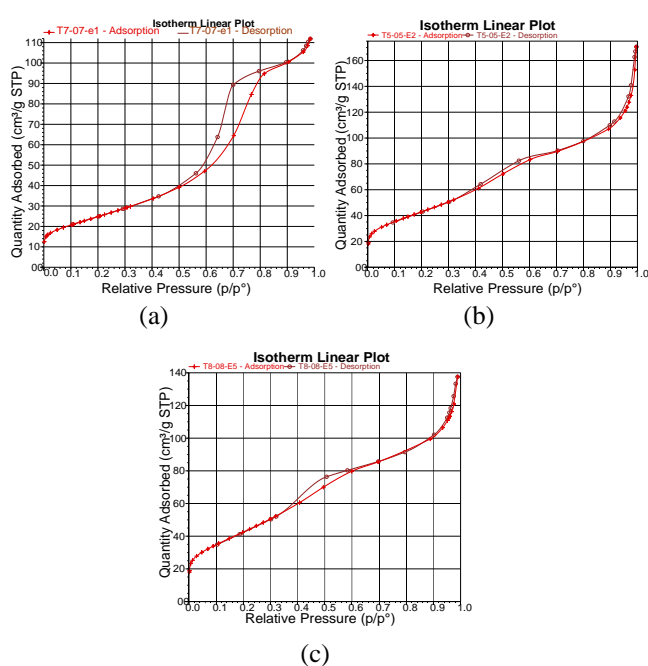 Isotherm Linear Plot
T7-07-e1 - Adsorption T7-07-e1 - Desorption
Quantity Adsorbed (cm³/g STP)
110
100
90
80
70
60
50
40
30
20
10
00
0.0 0.1 0.2 0.3 0.4 0.5 0.6 0.7 0.8 0.9 1.0
Relative Pressure (p/p°)
(a)
Isotherm Linear Plot
T5-05-E2 - Adsorption T5-05-E2 - Desorption
Quantity Adsorbed (cm³/g STP)
160
140
120
100
80
60
40
20
00
0.0 0.1 0.2 0.3 0.4 0.5 0.6 0.7 0.8 0.9 1.0
Relative Pressure (p/p°)
(b)
Isotherm Linear Plot
T8-08-E5 - Adsorption T8-08-E5 - Desorption
Quantity Adsorbed (cm³/g STP)
140
120
100
80
60
40
20
00
0.0 0.1 0.2 0.3 0.4 0.5 0.6 0.7 0.8 0.9 1.0
Relative Pressure (p/p°)
(c)